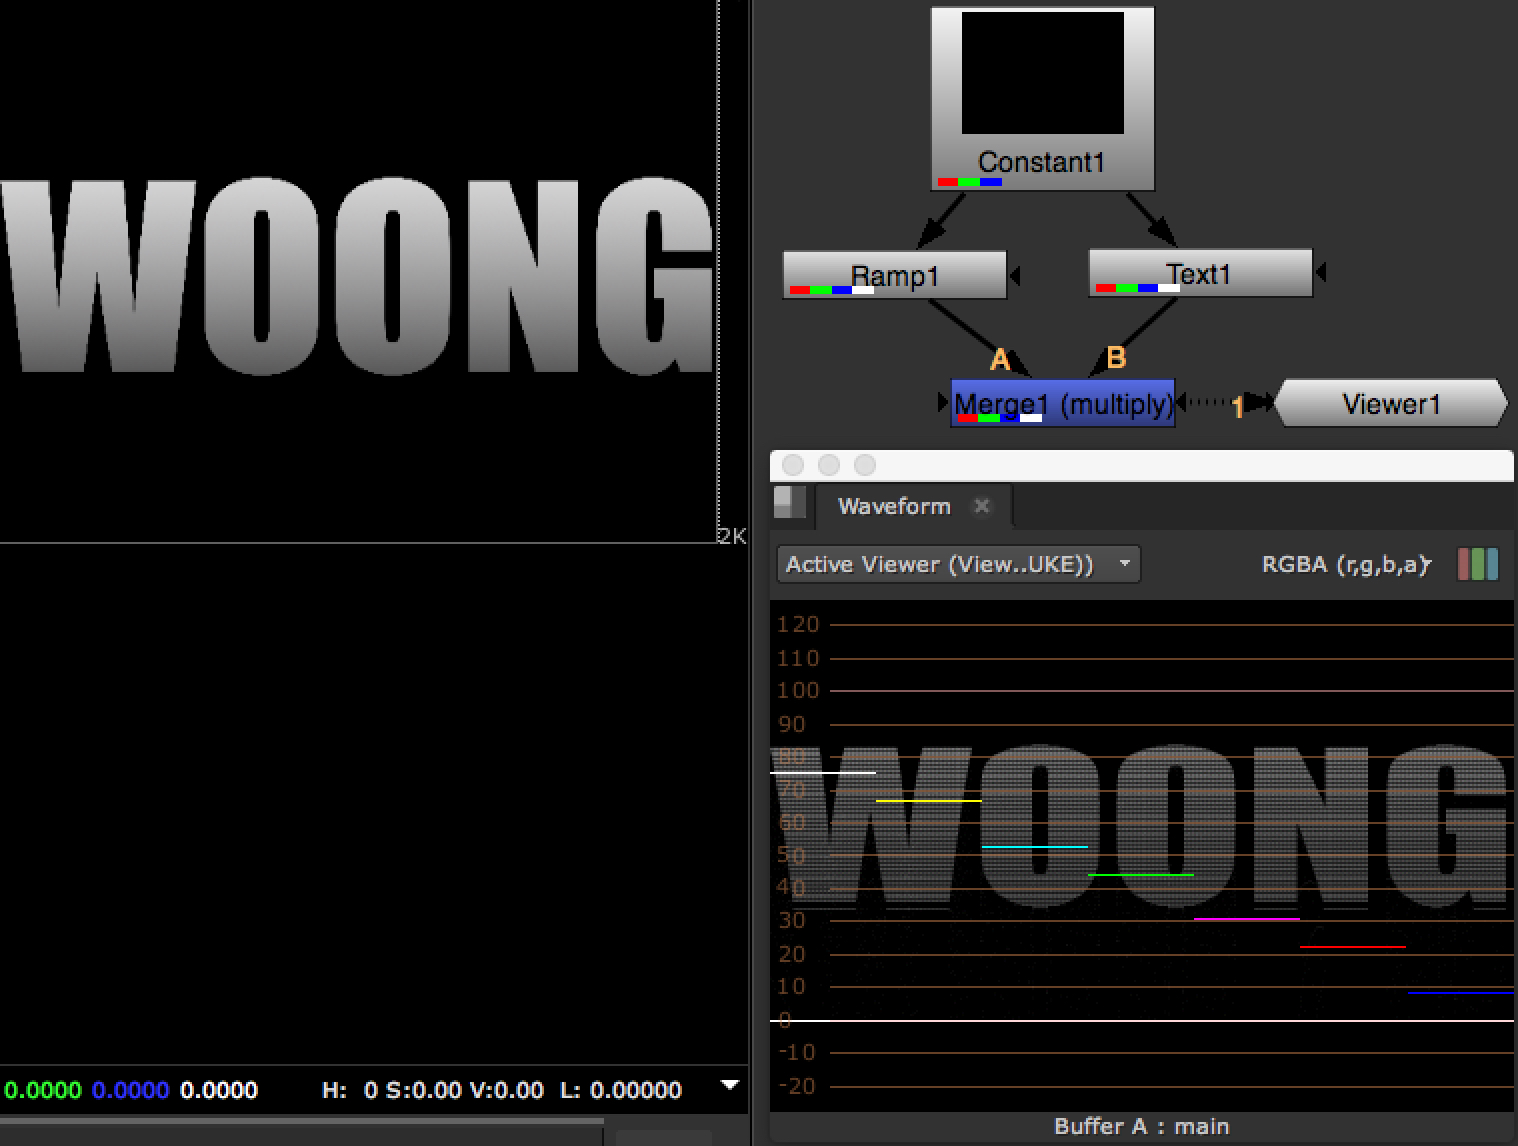 WOONG
2K
0.0000 0.0000 0.0000 H: 0 S:0.00 V:0.00 L: 0.00000
Constant1
Ramp1
Text1
A
B
Merge1 (multiply)
1
Viewer1
Waveform
Active Viewer (View..UKE))
RGBA (r,g,b,a)
120
110
100
90
80
70
60
50
40
30
20
10
0
-10
-20
WOONG
Buffer A : main